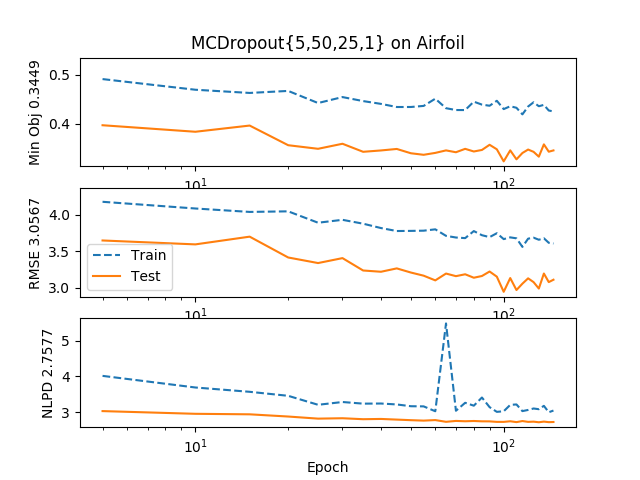 MCDropout{5,50,25,1} on Airfoil
Min Obj 0.3449
0.5
0.4
10¹
10²
RMSE 3.0567
4.0
3.5
3.0
Train
Test
10¹
10²
NLPD 2.7577
5
4
3
10¹
10²
Epoch